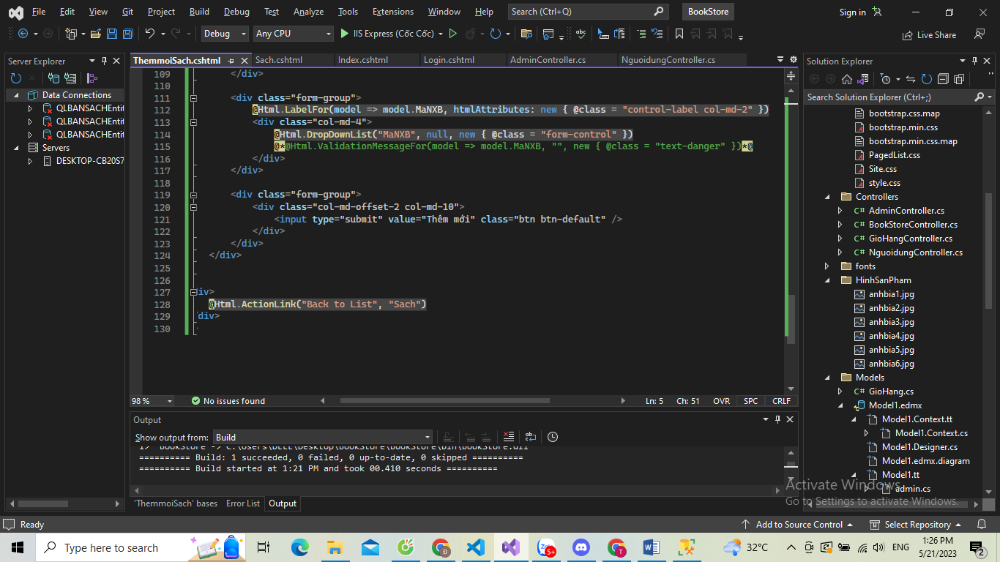 File Edit View Git Project Build Debug Test Analyze Tools Extensions Window Help Search (Ctrl+Q) BookStore Sign in
Debug Any CPU IIS Express (Cốc Cốc) Live Share
Server Explorer
Data Connections
QLBANSACHEntit
QLBANSACHEntit
QLBANSACHEntit
Servers
DESKTOP-CB20S7
ThemmoiSach.cshtml Sach.cshtml Index.cshtml Login.cshtml AdminController.cs NguoidungController.cs
109 </div>
110
111 <div class="form-group">
112 @Html.LabelFor(model => model.MaNXB, htmlAttributes: new { @class = "control-label col-md-2" })
113 <div class="col-md-4">
114 @Html.DropDownList("MaNXB", null, new { @class = "form-control" })
115 @*@Html.ValidationMessageFor(model => model.MaNXB, "", new { @class = "text-danger" })*@
116 </div>
117 </div>
118
119 <div class="form-group">
120 <div class="col-md-offset-2 col-md-10">
121 <input type="submit" value="Thêm mới" class="btn btn-default" />
122 </div>
123 </div>
124 </div>
125
126
127 iv>
128 @Html.ActionLink("Back to List", "Sach")
129 div>
130
98 % No issues found Ln: 5 Ch: 51 OVR SPC CRLF
Output
Show output from: Build
1> BookStore -> C:\Users\DELL\Desktop\BookStore\BookStore\bin\BookStore.dll
========== Build: 1 succeeded, 0 failed, 0 up-to-date, 0 skipped ==========
========== Build started at 1:21 PM and took 00.410 seconds ==========
'ThemmoiSach' bases Error List Output
Solution Explorer
Search Solution Explorer (Ctrl+;)
bootstrap.css.map
bootstrap.min.css
bootstrap.min.css.map
PagedList.css
Site.css
style.css
Controllers
C# AdminController.cs
C# BookStoreController.cs
C# GioHangController.cs
C# NguoidungController.cs
fonts
HinhSanPham
anhbia1.jpg
anhbia2.jpg
anhbia3.jpg
anhbia4.jpg
anhbia5.jpg
anhbia6.jpg
Models
C# GioHang.cs
Model1.edmx
Model1.Context.tt
Model1.Context.cs
Model1.Designer.cs
Model1.edmx.diagram
Model1.tt
admin.cs
Activate Windows
Go to Settings to activate Windows.
Ready Add to Source Control Select Repository
Type here to search 5+ 32°C ENG 1:26 PM 2
5/21/2023